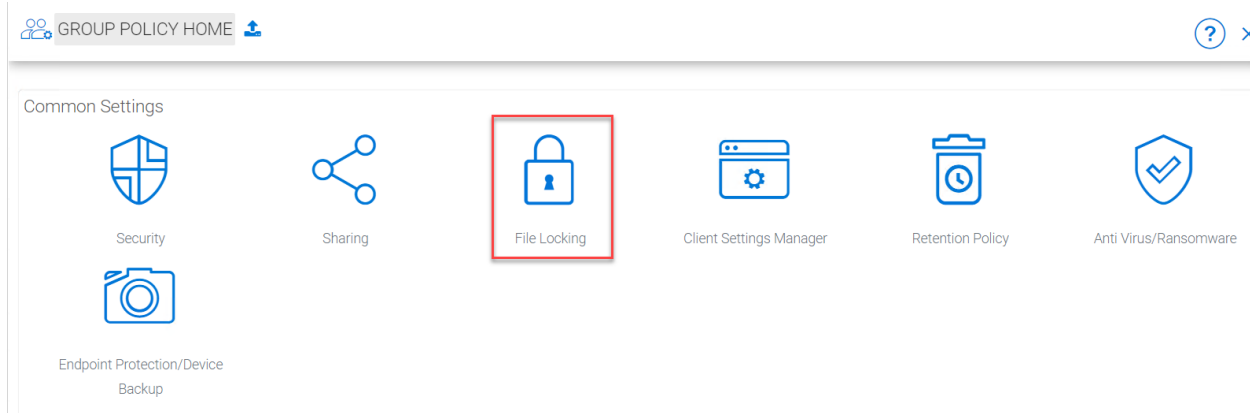 GROUP POLICY HOME
?
Common Settings
Security
Sharing
File Locking
Client Settings Manager
Retention Policy
Anti Virus/Ransomware
Endpoint Protection/Device
Backup